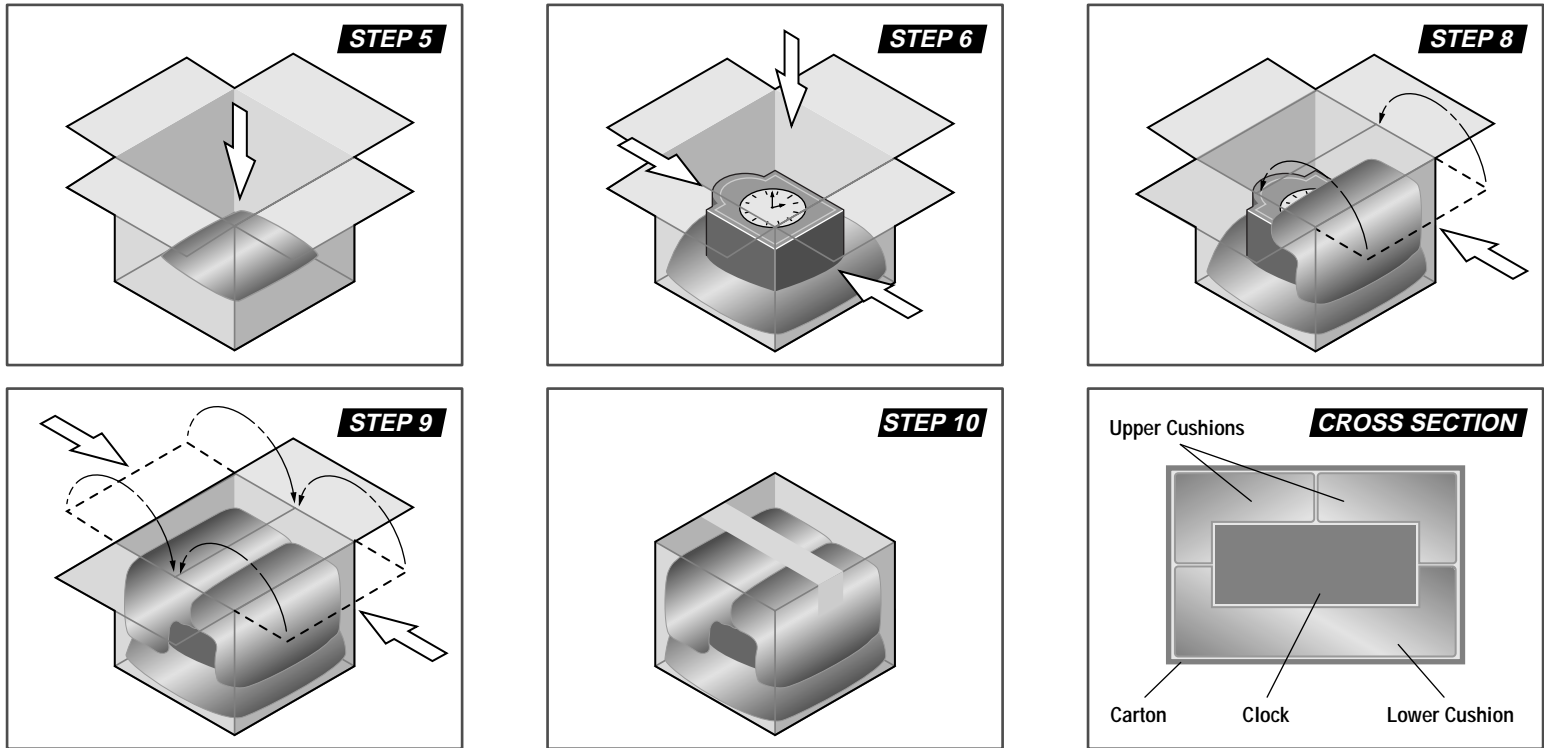 STEP 5
STEP 6
STEP 8
STEP 9
STEP 10
CROSS SECTION
Upper Cushions
Carton
Clock
Lower Cushion